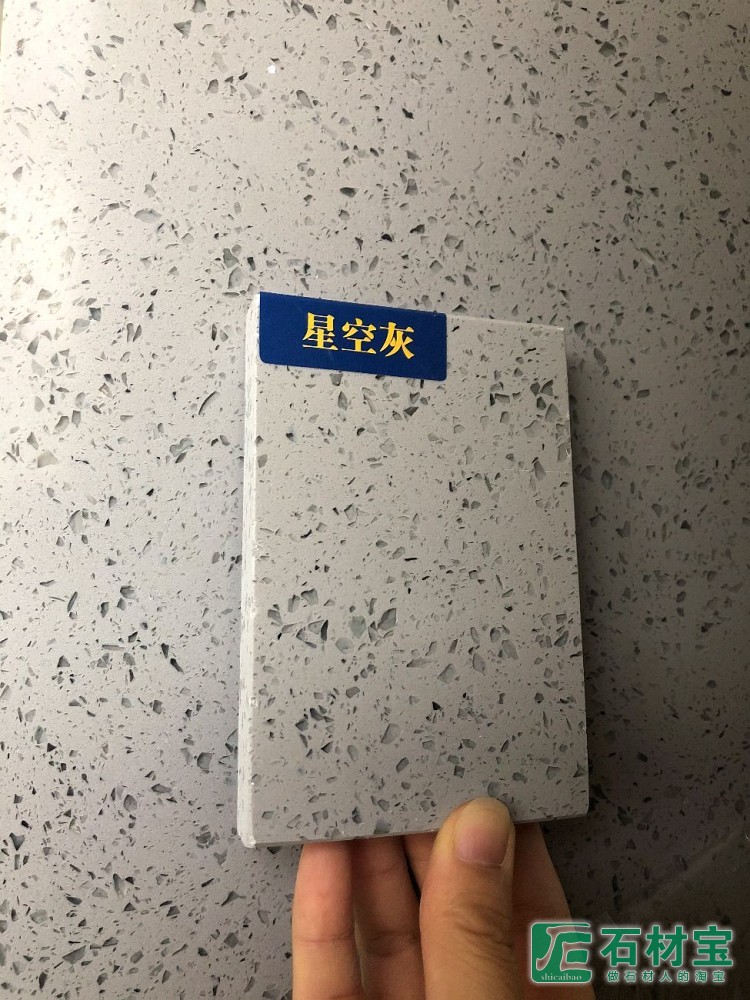 星空灰
石材宝
shicaibao
做石材人的淘宝